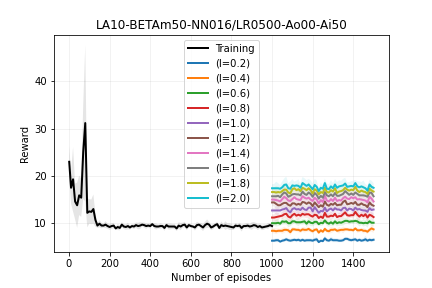 LA10-BETAm50-NN016/LR0500-Ao00-Ai50
Reward
40
30
20
10
Training
(l=0.2)
(l=0.4)
(l=0.6)
(l=0.8)
(l=1.0)
(l=1.2)
(l=1.4)
(l=1.6)
(l=1.8)
(l=2.0)
0 200 400 600 800 1000 1200 1400
Number of episodes